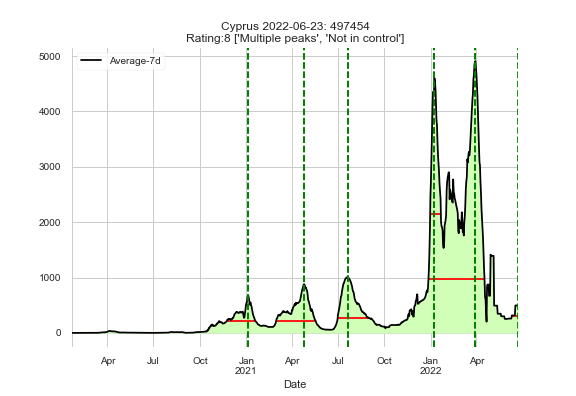 Cyprus 2022-06-23: 497454
Rating:8 ['Multiple peaks', 'Not in control']
Average-7d
5000
4000
3000
2000
1000
0
Apr Jul Oct Jan Apr Jul Oct Jan Apr
2021 2022
Date